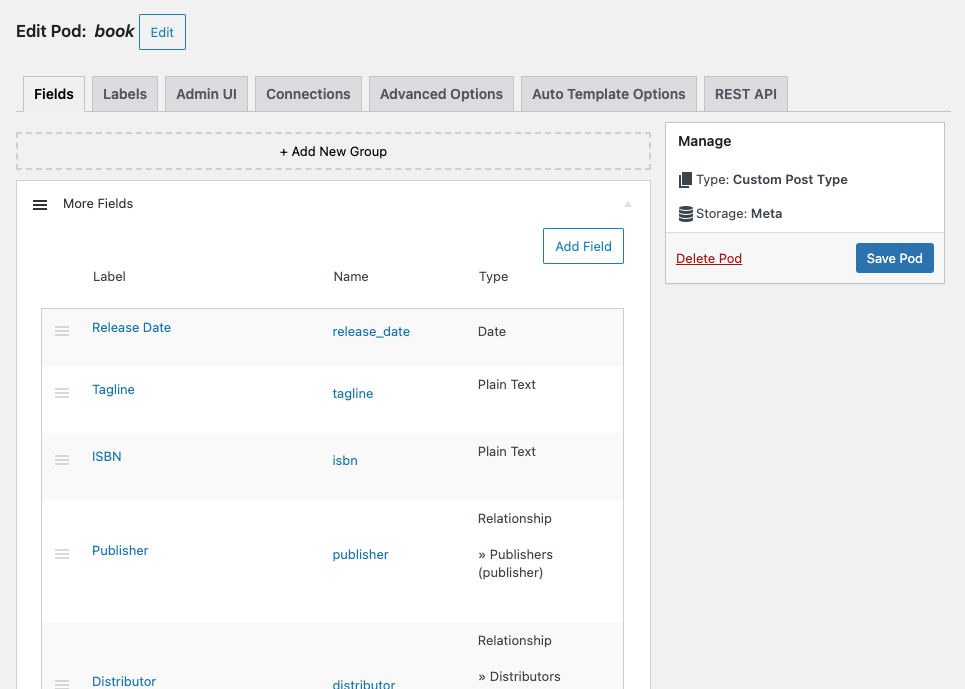 Edit Pod: book Edit
Fields Labels Admin UI Connections Advanced Options Auto Template Options REST API
+ Add New Group
More Fields
Add Field
Label Name Type
Release Date release_date Date
Tagline tagline Plain Text
ISBN isbn Plain Text
Publisher publisher Relationship
» Publishers
(publisher)
Distributor distributor Relationship
» Distributors
Manage
Type: Custom Post Type
Storage: Meta
Delete Pod Save Pod